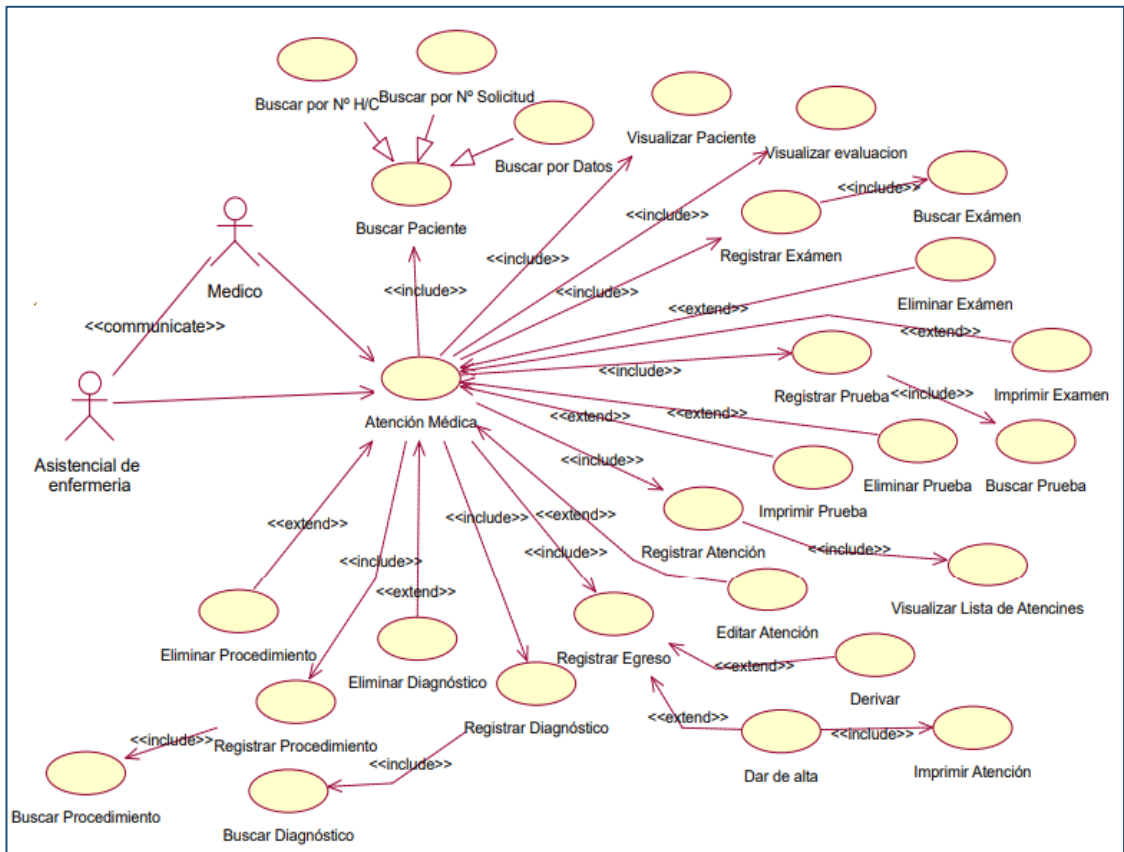 Buscar por Nº H/C
Buscar por Nº Solicitud
Buscar por Datos
Visualizar Paciente
Visualizar evaluacion
<<include>>
Buscar Exámen
Buscar Paciente
<<include>>
Registrar Exámen
<<include>>
<<include>>
<<include>>
Medico
Eliminar Exámen
<<extend>>
<<communicate>>
<<extend>>
<<include>>
Registrar Prueba
<<include>>
Imprimir Examen
Atención Médica
<<extend>>
<<extend>>
Asistencial de
enfermeria
<<include>>
Eliminar Prueba
Buscar Prueba
Imprimir Prueba
<<extend>>
<<include>>
<<extend>>
Registrar Atención
<<include>>
<<include>>
<<include>>
<<extend>>
Visualizar Lista de Atencines
Editar Atención
Eliminar Procedimiento
Registrar Egreso
<<extend>>
Eliminar Diagnóstico
Derivar
<<extend>>
Registrar Diagnóstico
<<include>>
<<include>>
Registrar Procedimiento
<<include>>
Dar de alta
Imprimir Atención
Buscar Procedimiento
Buscar Diagnóstico